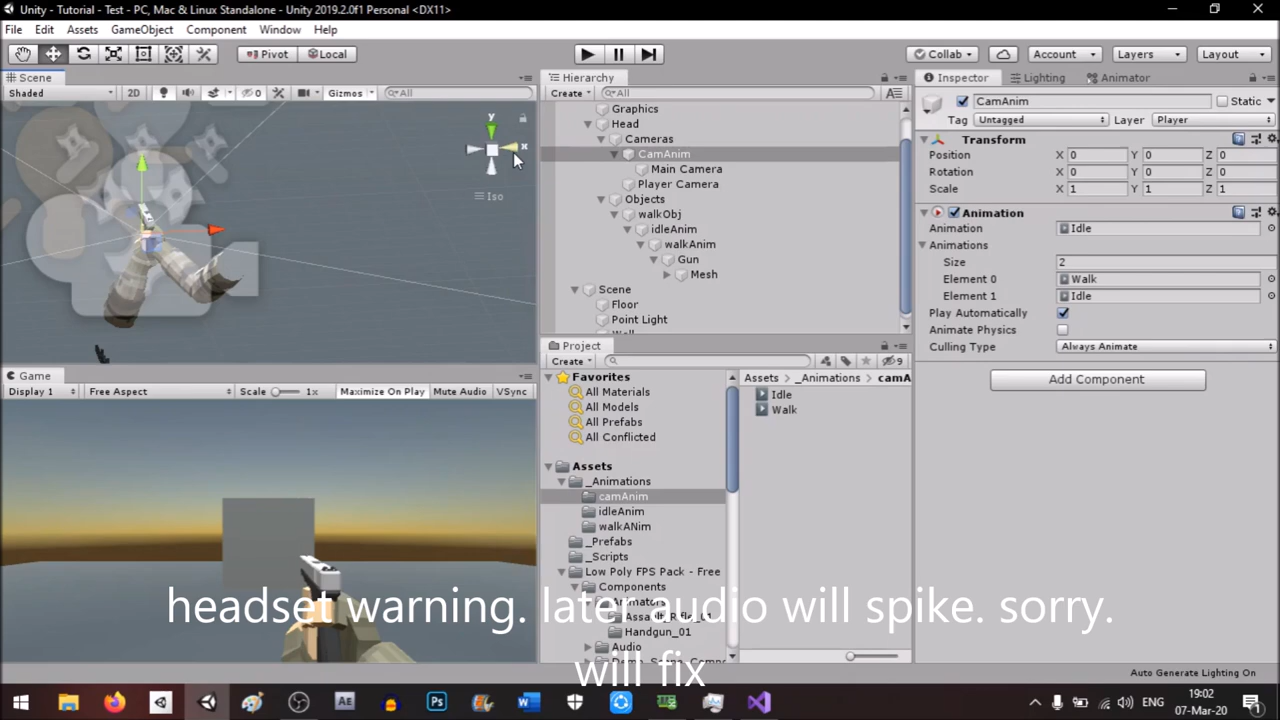 Unity - Tutorial - Test - PC, Mac & Linux Standalone - Unity 2019.2.0f1 Personal <DX11>
File Edit Assets GameObject Component Window Help
Pivot Local
Collab Account Layers Layout
Scene
Shaded 2D 0 Gizmos All
y
x
Iso
Hierarchy
Create All
Graphics
Head
Cameras
CamAnim
Main Camera
Player Camera
Objects
walkObj
idleAnim
walkAnim
Gun
Mesh
Scene
Floor
Point Light
Inspector Lighting Animator
CamAnim Static
Tag Untagged Layer Player
Transform
Position X 0 Y 0 Z 0
Rotation X 0 Y 0 Z 0
Scale X 1 Y 1 Z 1
Animation
Animation Idle
Animations
Size 2
Element 0 Walk
Element 1 Idle
Play Automatically
Animate Physics
Culling Type Always Animate
Add Component
Game
Display 1 Free Aspect Scale 1x Maximize On Play Mute Audio VSync
Project
Create 9
Favorites
All Materials
All Models
All Prefabs
All Conflicted
Assets
_Animations
camAnim
idleAnim
walkANim
_Prefabs
_Scripts
Low Poly FPS Pack - Free
Components
Handgun_01
Audio
Assets _Animations camA
Idle
Walk
headset warning. later audio will spike. sorry.
will fix
Auto Generate Lighting On
Ae Ps
ENG
19:02
07-Mar-20
1